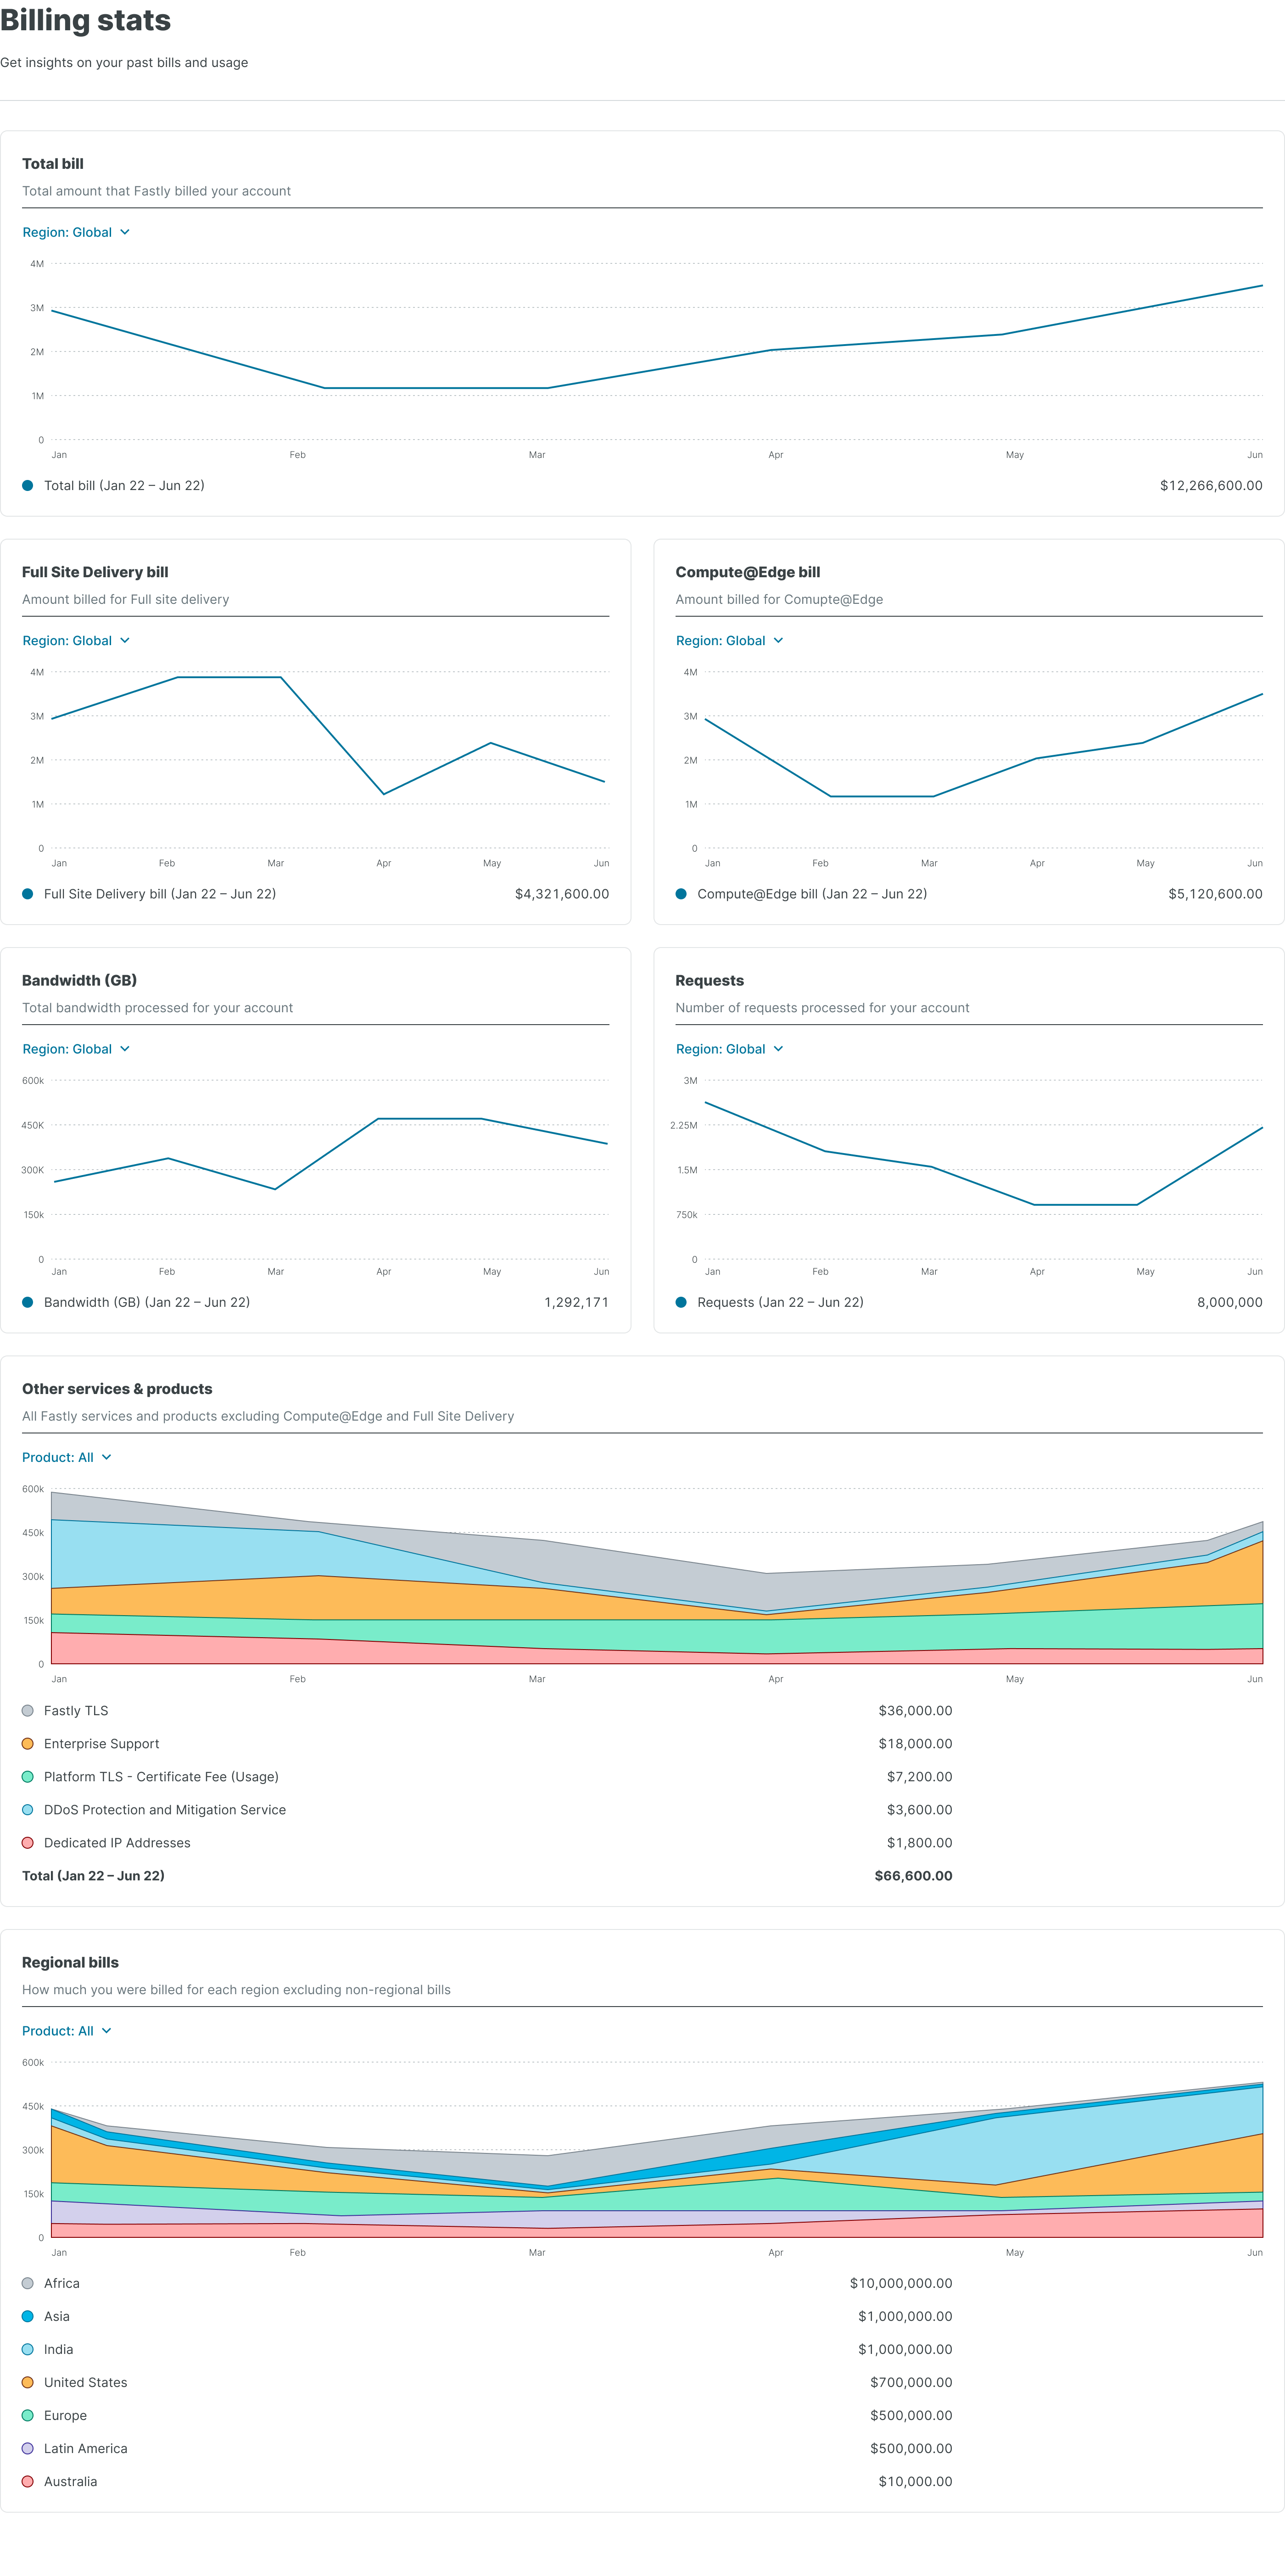 Billing stats
Get insights on your past bills and usage
Total bill
Total amount that Fastly billed your account
Region: Global
4M
3M
2M
1M
0
Jan Feb Mar Apr May Jun
Total bill (Jan 22 – Jun 22) $12,266,600.00
Full Site Delivery bill
Amount billed for Full site delivery
Region: Global
4M
3M
2M
1M
0
Jan Feb Mar Apr May Jun
Full Site Delivery bill (Jan 22 – Jun 22) $4,321,600.00
Compute@Edge bill
Amount billed for Comupte@Edge
Region: Global
4M
3M
2M
1M
0
Jan Feb Mar Apr May Jun
Compute@Edge bill (Jan 22 – Jun 22) $5,120,600.00
Bandwidth (GB)
Total bandwidth processed for your account
Region: Global
600k
450K
300K
150k
0
Jan Feb Mar Apr May Jun
Bandwidth (GB) (Jan 22 – Jun 22) 1,292,171
Requests
Number of requests processed for your account
Region: Global
3M
2.25M
1.5M
750k
0
Jan Feb Mar Apr May Jun
Requests (Jan 22 – Jun 22) 8,000,000
Other services & products
All Fastly services and products excluding Compute@Edge and Full Site Delivery
Product: All
600k
450k
300k
150k
0
Jan Feb Mar Apr May Jun
Fastly TLS $36,000.00
Enterprise Support $18,000.00
Platform TLS - Certificate Fee (Usage) $7,200.00
DDoS Protection and Mitigation Service $3,600.00
Dedicated IP Addresses $1,800.00
Total (Jan 22 – Jun 22) $66,600.00
Regional bills
How much you were billed for each region excluding non-regional bills
Product: All
600k
450k
300k
150k
0
Jan Feb Mar Apr May Jun
Africa $10,000,000.00
Asia $1,000,000.00
India $1,000,000.00
United States $700,000.00
Europe $500,000.00
Latin America $500,000.00
Australia $10,000.00